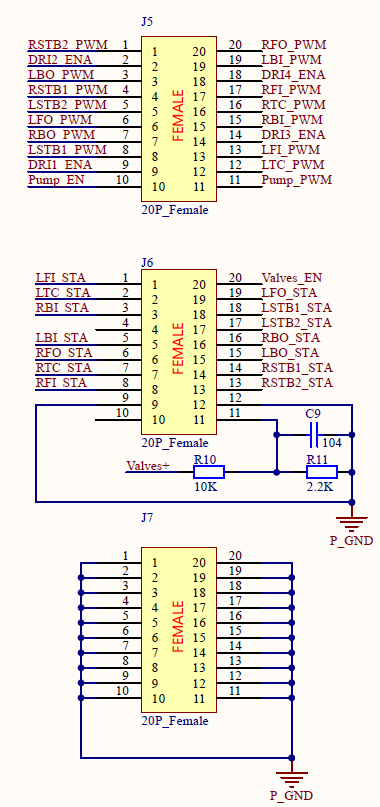 J5
RSTB2_PWM 1 1 20 20 RFO_PWM
DRI2_ENA 2 2 19 19 LBI_PWM
LBO_PWM 3 3 18 18 DRI4_ENA
RSTB1_PWM 4 4 17 17 RFI_PWM
LSTB2_PWM 5 5 16 16 RTC_PWM
LFO_PWM 6 6 15 15 RBI_PWM
RBO_PWM 7 7 14 14 DRI3_ENA
LSTB1_PWM 8 8 13 13 LFI_PWM
DRI1_ENA 9 9 12 12 LTC_PWM
Pump_EN 10 10 11 11 Pump_PWM
FEMALE
20P_Female
J6
LFI_STA 1 1 20 20 Valves_EN
LTC_STA 2 2 19 19 LFO_STA
RBI_STA 3 3 18 18 LSTB1_STA
4 4 17 17 LSTB2_STA
LBI_STA 5 5 16 16 RBO_STA
RFO_STA 6 6 15 15 LBO_STA
RTC_STA 7 7 14 14 RSTB1_STA
RFI_STA 8 8 13 13 RSTB2_STA
9 9 12 12
10 10 11 11
FEMALE
20P_Female
C9
104
Valves+
R10
10K
R11
2.2K
P_GND
J7
1 1 20 20
2 2 19 19
3 3 18 18
4 4 17 17
5 5 16 16
6 6 15 15
7 7 14 14
8 8 13 13
9 9 12 12
10 10 11 11
FEMALE
20P_Female
P_GND